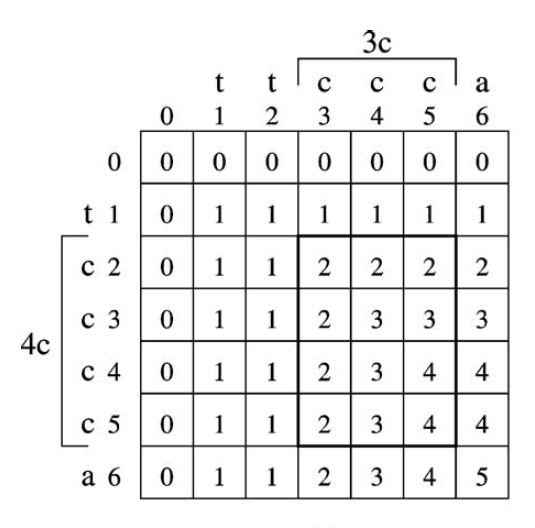 3c
t t c c c a
0 1 2 3 4 5 6
0 0 0 0 0 0 0 0
t 1 0 1 1 1 1 1 1
c 2 0 1 1 2 2 2 2
c 3 0 1 1 2 3 3 3
4c
c 4 0 1 1 2 3 4 4
c 5 0 1 1 2 3 4 4
a 6 0 1 1 2 3 4 5